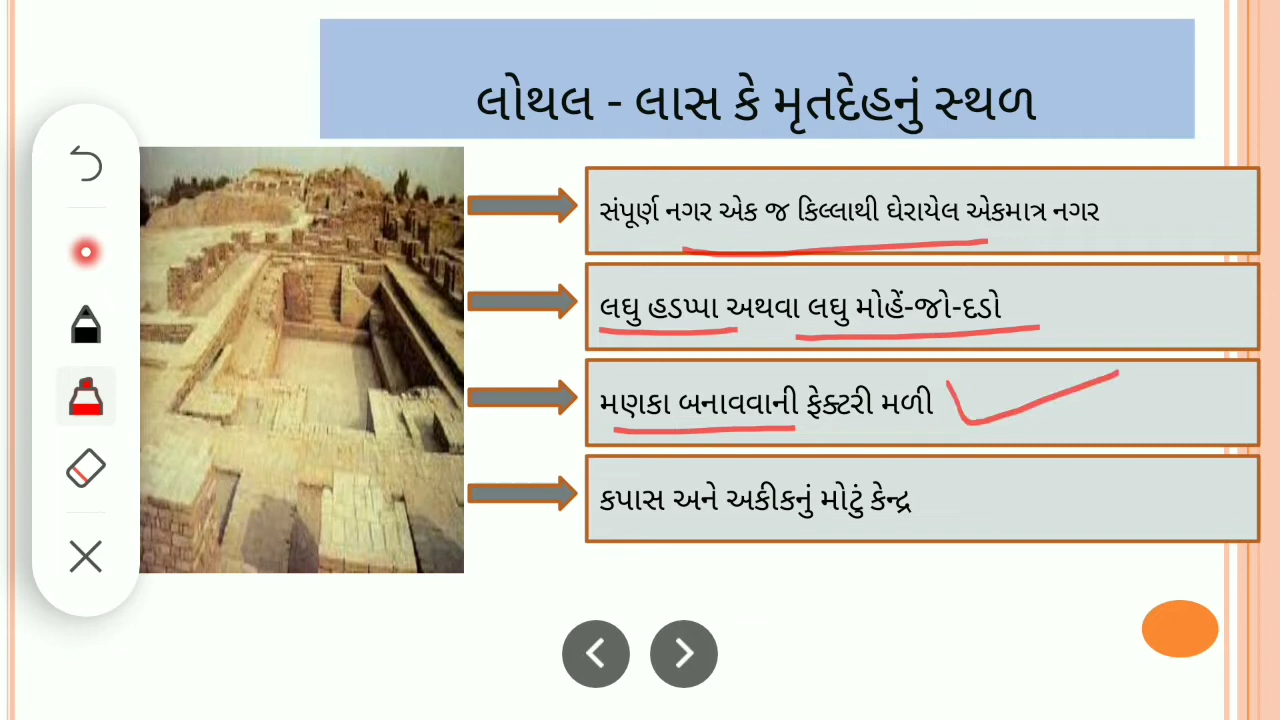 લોથલ - લાસ કે મૃતદેહનું સ્થળ
સંપૂર્ણ નગર એક જ કિલ્લાથી ઘેરાયેલ એકમાત્ર નગર
લઘુ હડપ્પા અથવા લઘુ મોહેં-જો-દડો
મણકા બનાવવાની ફેક્ટરી મળી
કપાસ અને અકીકનું મોટું કેન્દ્ર